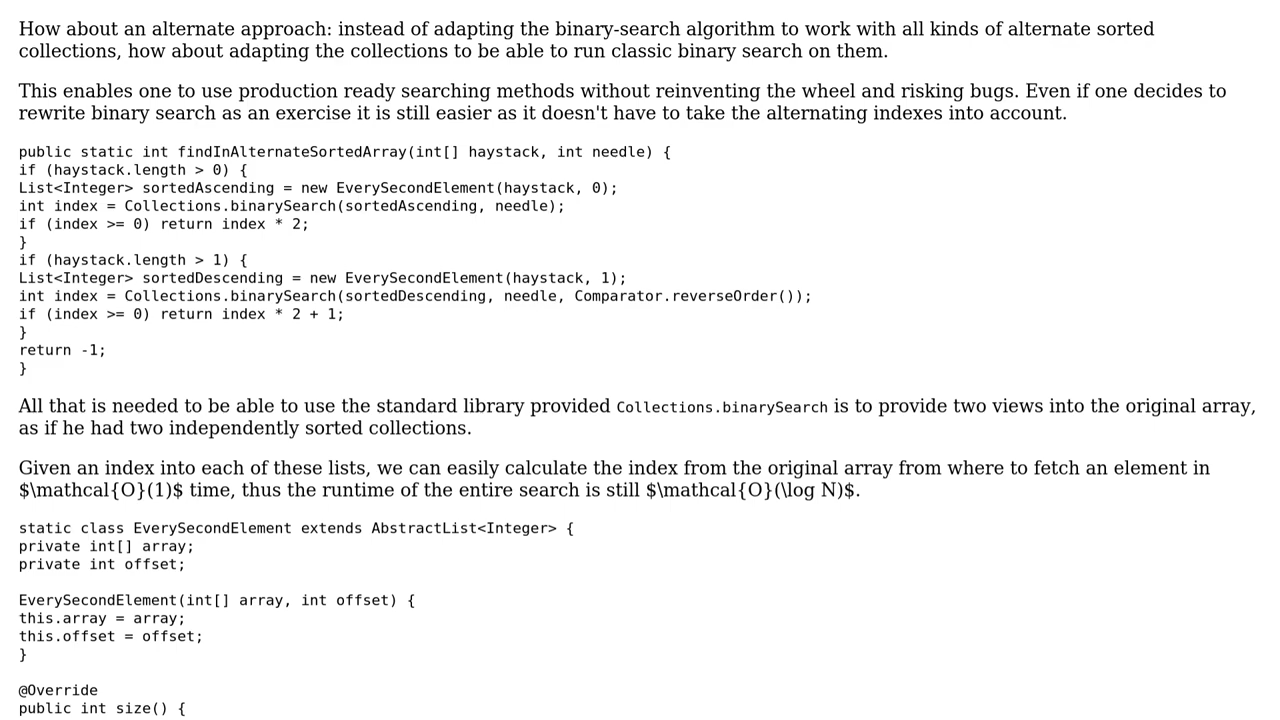 How about an alternate approach: instead of adapting the binary-search algorithm to work with all kinds of alternate sorted
collections, how about adapting the collections to be able to run classic binary search on them.
This enables one to use production ready searching methods without reinventing the wheel and risking bugs. Even if one decides to
rewrite binary search as an exercise it is still easier as it doesn't have to take the alternating indexes into account.
public static int findInAlternateSortedArray(int[] haystack, int needle) {
if (haystack.length > 0) {
List<Integer> sortedAscending = new EverySecondElement(haystack, 0);
int index = Collections.binarySearch(sortedAscending, needle);
if (index >= 0) return index * 2;
}
if (haystack.length > 1) {
List<Integer> sortedDescending = new EverySecondElement(haystack, 1);
int index = Collections.binarySearch(sortedDescending, needle, Comparator.reverseOrder());
if (index >= 0) return index * 2 + 1;
}
return -1;
}
All that is needed to be able to use the standard library provided Collections.binarySearch is to provide two views into the original array,
as if he had two independently sorted collections.
Given an index into each of these lists, we can easily calculate the index from the original array from where to fetch an element in
$\mathcal{O}(1)$ time, thus the runtime of the entire search is still $\mathcal{O}(\log N)$.
static class EverySecondElement extends AbstractList<Integer> {
private int[] array;
private int offset;
EverySecondElement(int[] array, int offset) {
this.array = array;
this.offset = offset;
}
@Override
public int size() {